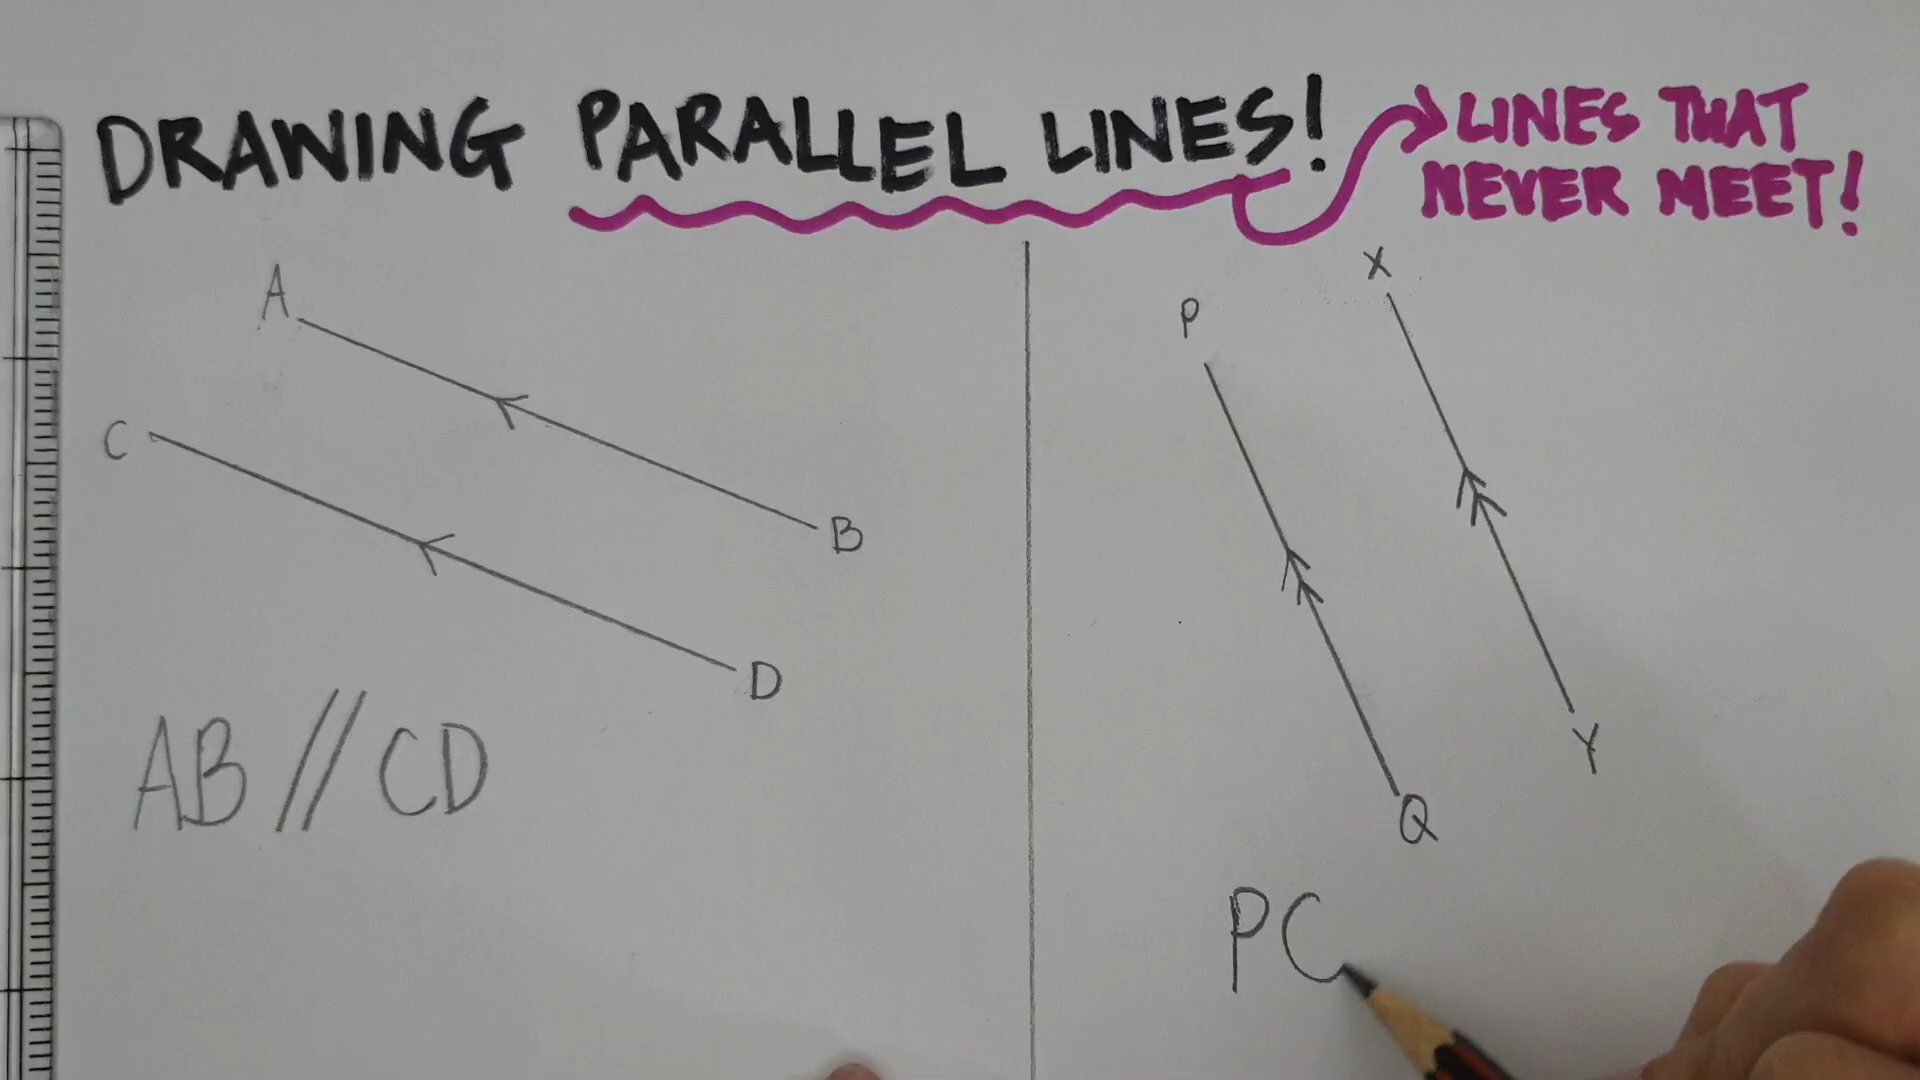 DRAWING PARALLEL LINES!
LINES THAT
NEVER MEET!
A
B
C
D
AB // CD
P
Q
X
Y
PC